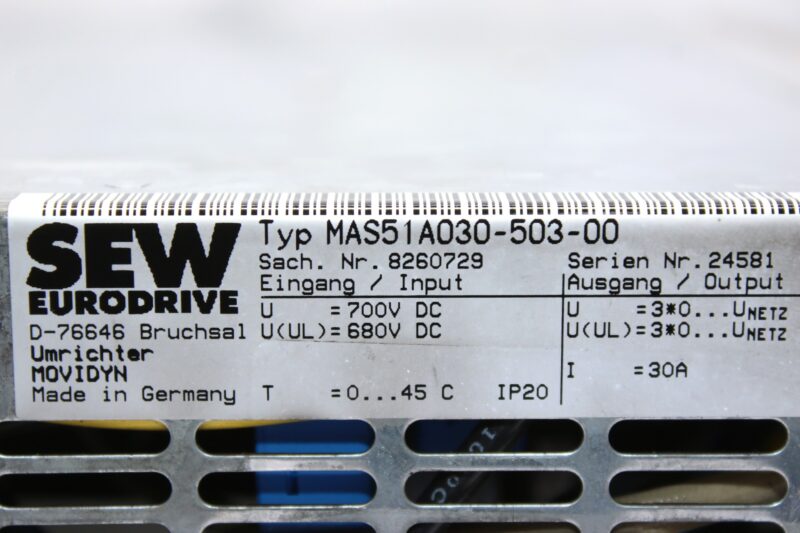 SEW
EURODRIVE
D-76646 Bruchsal
Umrichter
MOVIDYN
Made in Germany
Typ MAS51A030-503-00
Sach. Nr. 8260729
Serien Nr. 24581
Eingang / Input
U =700V DC
U(UL)=680V DC
T =0...45 C IP20
Ausgang / Output
U =3*0...UNETZ
U(UL)=3*0...UNETZ
I =30A